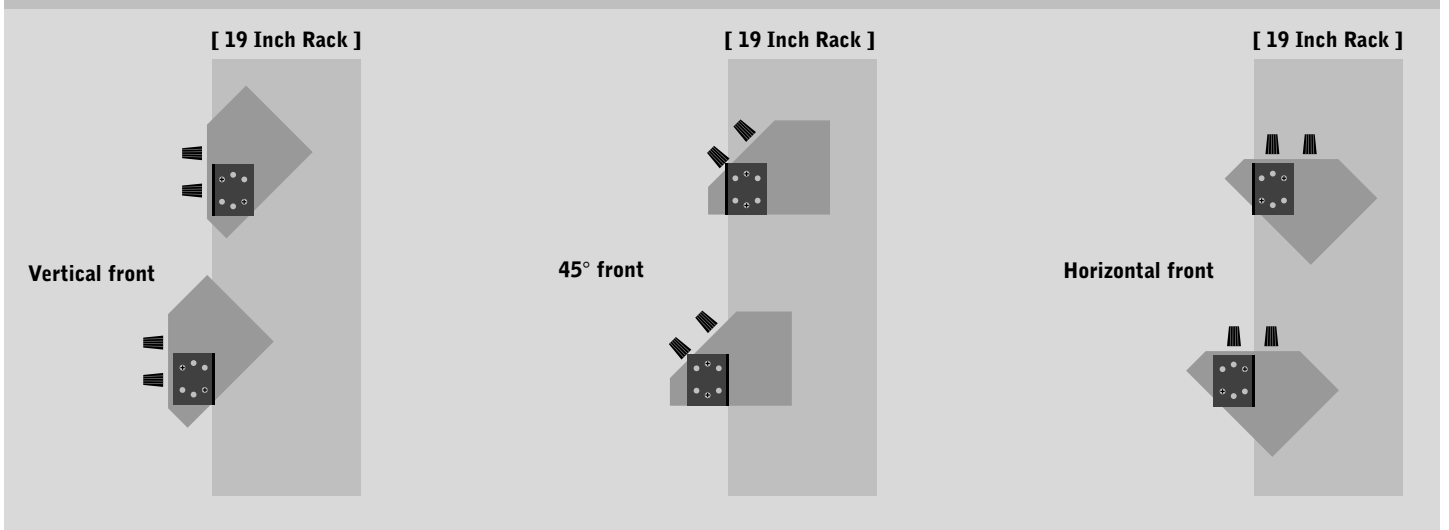 [ 19 Inch Rack ]
[ 19 Inch Rack ]
[ 19 Inch Rack ]
Vertical front
45° front
Horizontal front